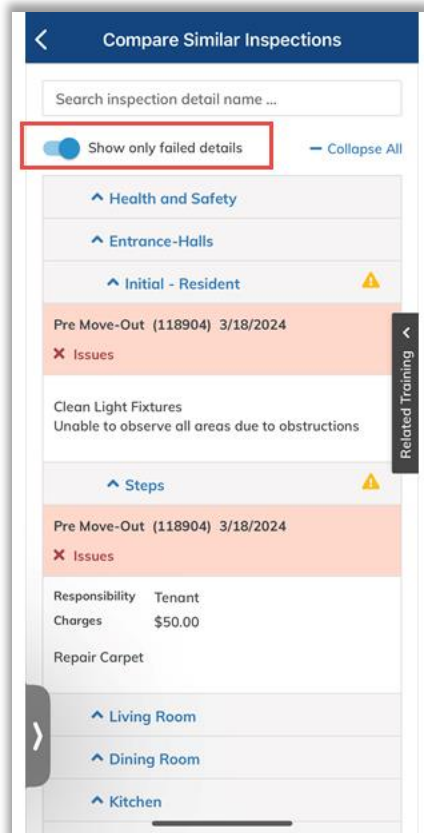 Compare Similar Inspections
Search inspection detail name ...
Show only failed details
Collapse All
Health and Safety
Entrance-Halls
Initial - Resident
Pre Move-Out (118904) 3/18/2024
Issues
Clean Light Fixtures
Unable to observe all areas due to obstructions
Related Training
Steps
Pre Move-Out (118904) 3/18/2024
Issues
Responsibility Tenant
Charges $50.00
Repair Carpet
Living Room
Dining Room
Kitchen